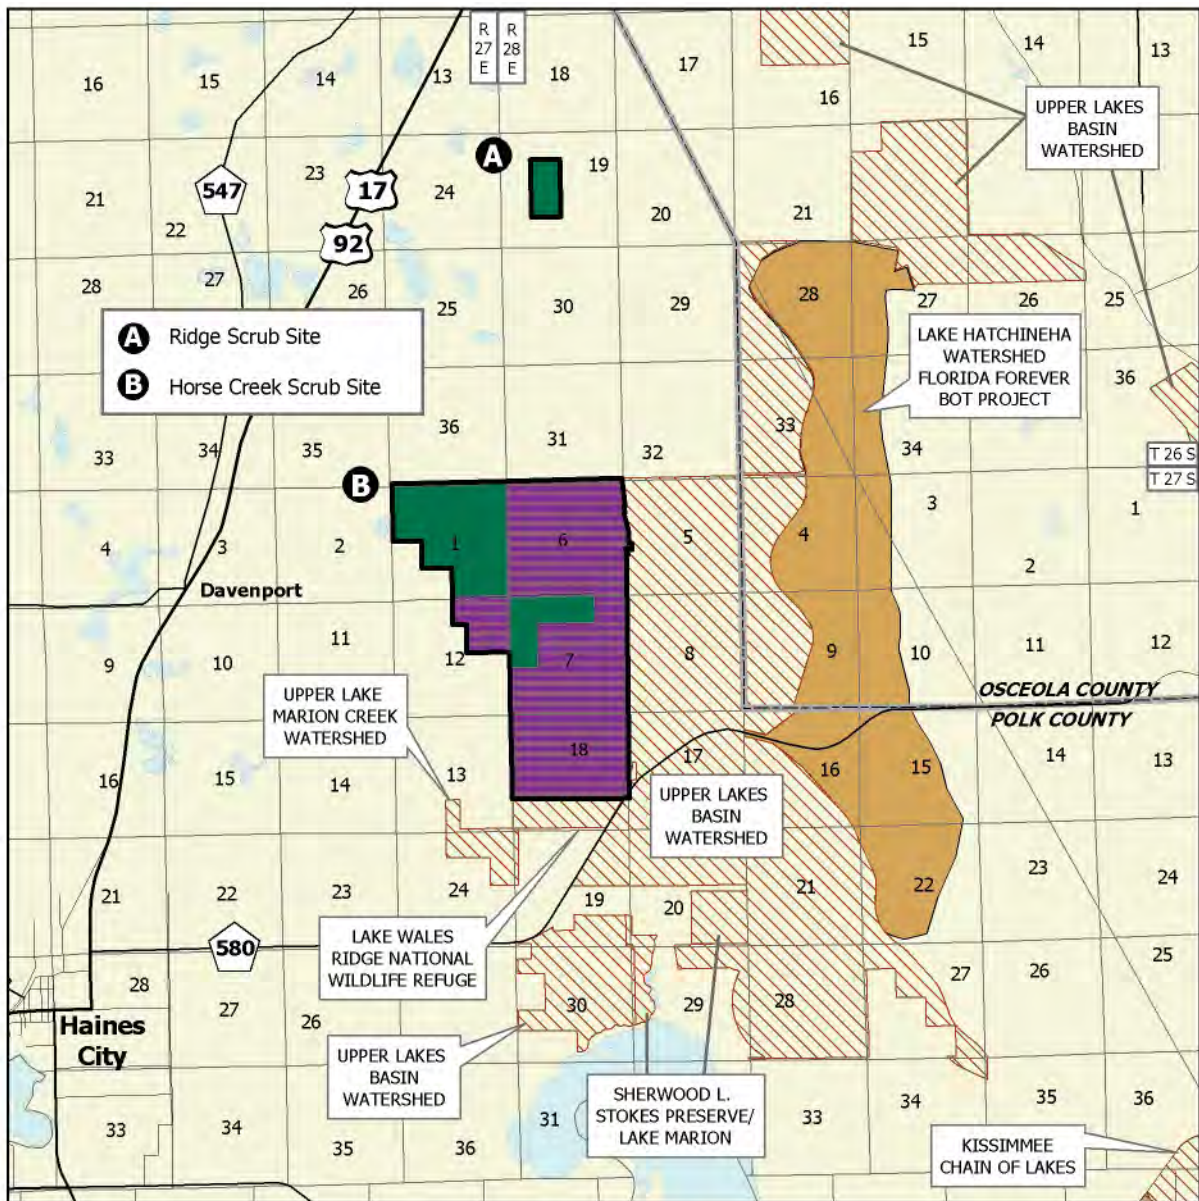 R
27
E
R
28
E
16
15
14
13
18
17
16
15
14
13
UPPER LAKES
BASIN
WATERSHED
A
547
17
92
21
22
23
24
19
20
21
28
27
26
25
30
29
28
27
26
25
A Ridge Scrub Site
B Horse Creek Scrub Site
LAKE HATCHINEHA
WATERSHED
FLORIDA FOREVER
BOT PROJECT
33
34
35
36
31
32
33
34
36
T 26 S
T 27 S
B
4
3
2
1
6
5
4
3
2
1
Davenport
9
10
11
12
7
8
9
10
11
12
OSCEOLA COUNTY
POLK COUNTY
UPPER LAKE
MARION CREEK
WATERSHED
16
15
14
13
18
17
16
15
14
13
UPPER LAKES
BASIN
WATERSHED
21
22
23
24
19
20
21
22
23
24
580
LAKE WALES
RIDGE NATIONAL
WILDLIFE REFUGE
28
27
26
30
29
28
27
26
25
Haines
City
UPPER LAKES
BASIN
WATERSHED
SHERWOOD L.
STOKES PRESERVE/
LAKE MARION
33
34
35
36
31
33
34
35
36
KISSIMMEE
CHAIN OF LAKES